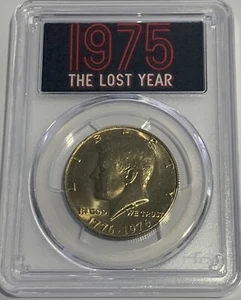 1975
THE LOST YEAR
LIBERTY
IN GOD WE TRUST
1776-1976